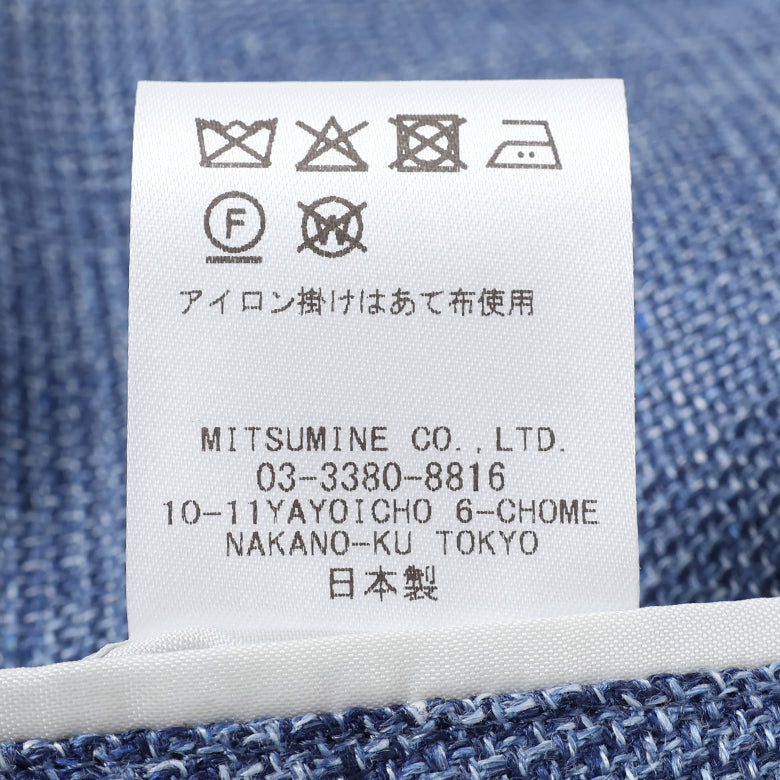 F W
アイロン掛けはあて布使用
MITSUMINE CO.,LTD.
03-3380-8816
10-11YAYOICHO 6-CHOME
NAKANO-KU TOKYO
日本製